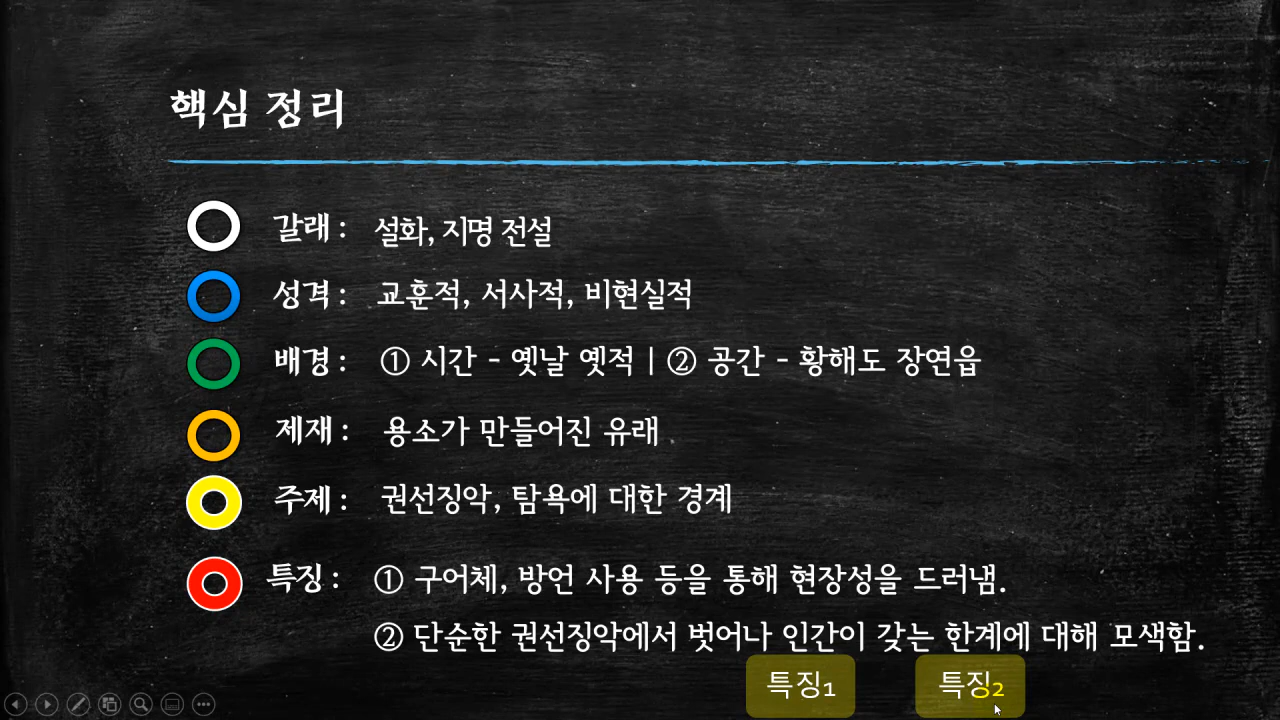 핵심 정리
갈래 : 설화, 지명 전설
성격 : 교훈적, 서사적, 비현실적
배경 : ① 시간 - 옛날 옛적 | ② 공간 - 황해도 장연읍
제재 : 용소가 만들어진 유래
주제 : 권선징악, 탐욕에 대한 경계
특징 : ① 구어체, 방언 사용 등을 통해 현장성을 드러냄.
② 단순한 권선징악에서 벗어나 인간이 갖는 한계에 대해 모색함.
특징1 특징2